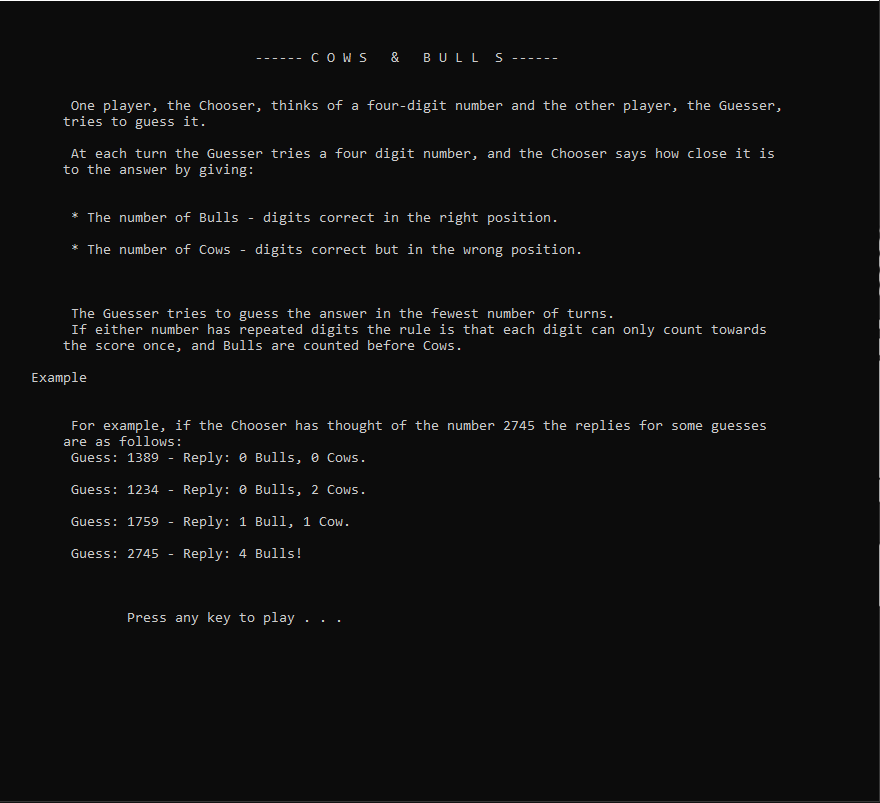 ------ C O W S & B U L L S ------
One player, the Chooser, thinks of a four-digit number and the other player, the Guesser,
tries to guess it.
At each turn the Guesser tries a four digit number, and the Chooser says how close it is
to the answer by giving:
* The number of Bulls - digits correct in the right position.
* The number of Cows - digits correct but in the wrong position.
The Guesser tries to guess the answer in the fewest number of turns.
If either number has repeated digits the rule is that each digit can only count towards
the score once, and Bulls are counted before Cows.
Example
For example, if the Chooser has thought of the number 2745 the replies for some guesses
are as follows:
Guess: 1389 - Reply: 0 Bulls, 0 Cows.
Guess: 1234 - Reply: 0 Bulls, 2 Cows.
Guess: 1759 - Reply: 1 Bull, 1 Cow.
Guess: 2745 - Reply: 4 Bulls!
Press any key to play . . .